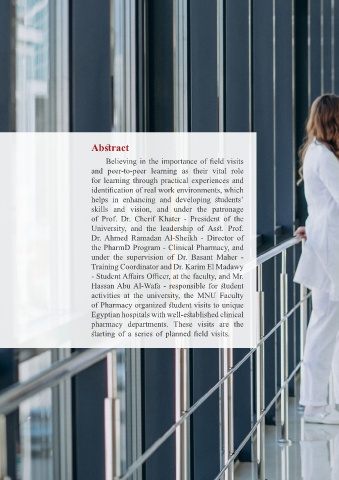 Abstract
Believing in the importance of field visits
and peer-to-peer learning as their vital role
for learning through practical experiences and
identification of real work environments, which
helps in enhancing and developing students'
skills and vision, and under the patronage
of Prof. Dr. Cherif Khater - President of the
University, and the leadership of Asst. Prof.
Dr. Ahmed Ramadan Al-Sheikh - Director of
the PharmD Program - Clinical Pharmacy, and
under the supervision of Dr. Basant Maher -
Training Coordinator and Dr. Karim El Madawy
- Student Affairs Officer, at the faculty, and Mr.
Hassan Abu Al-Wafa - responsible for student
activities at the university, the MNU Faculty
of Pharmacy organized student visits to unique
Egyptian hospitals with well-established clinical
pharmacy departments. These visits are the
starting of a series of planned field visits.